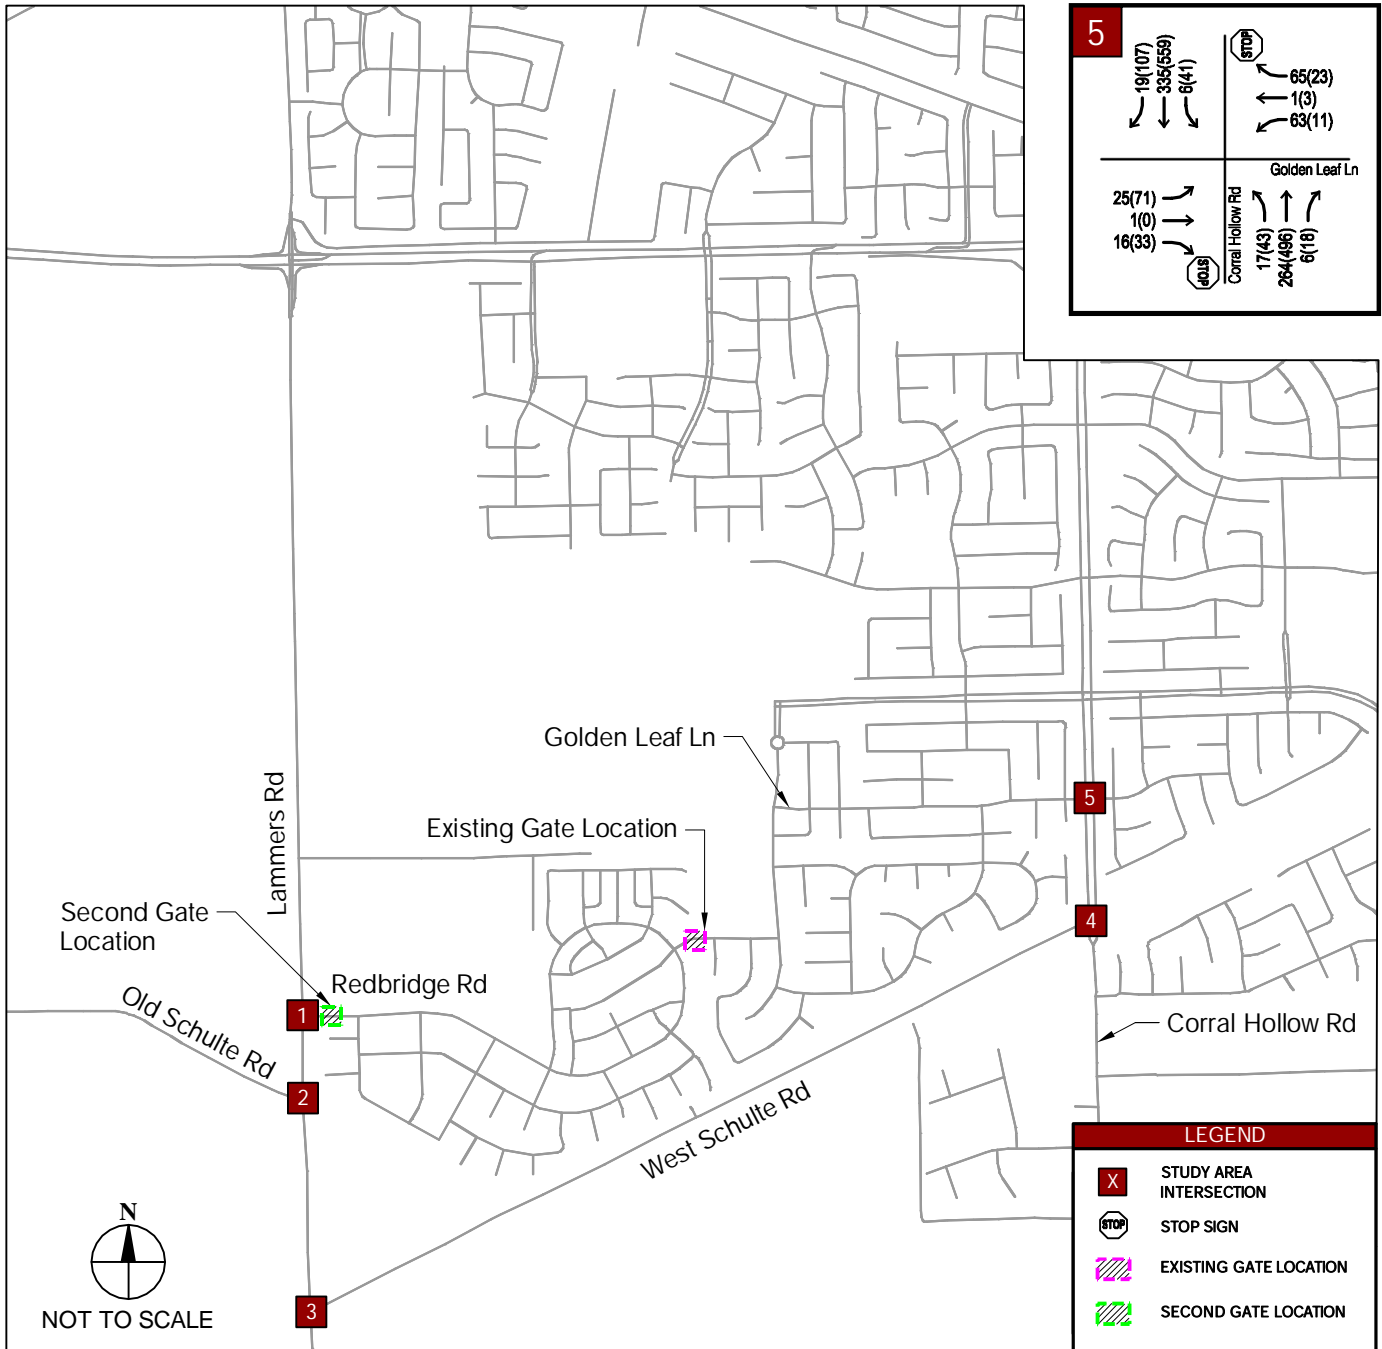 5
19(107)
335(559)
6(41)
STOP
65(23)
1(3)
63(11)
Golden Leaf Ln
25(71)
1(0)
16(33)
STOP
Corral Hollow Rd
17(43)
264(496)
6(18)
Golden Leaf Ln
5
Lammers Rd
Existing Gate Location
Second Gate
Location
4
Redbridge Rd
Old Schulte Rd
1
Corral Hollow Rd
2
West Schulte Rd
LEGEND
X
STUDY AREA
INTERSECTION
STOP
STOP SIGN
EXISTING GATE LOCATION
SECOND GATE LOCATION
N
NOT TO SCALE
3